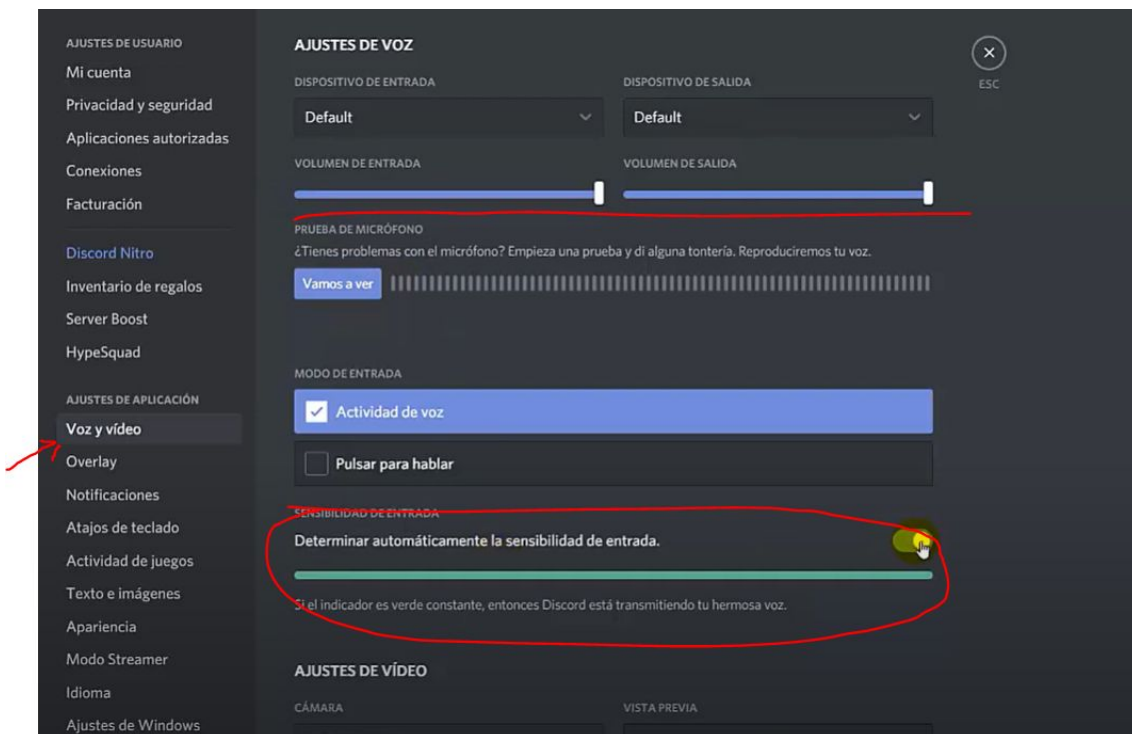 AJUSTES DE USUARIO
Mi cuenta
Privacidad y seguridad
Aplicaciones autorizadas
Conexiones
Facturación
Discord Nitro
Inventario de regalos
Server Boost
HypeSquad
AJUSTES DE APLICACIÓN
Voz y vídeo
Overlay
Notificaciones
Atajos de teclado
Actividad de juegos
Texto e imágenes
Apariencia
Modo Streamer
Idioma
Ajustes de Windows
AJUSTES DE VOZ
ESC
DISPOSITIVO DE ENTRADA
DISPOSITIVO DE SALIDA
Default
Default
VOLUMEN DE ENTRADA
VOLUMEN DE SALIDA
PRUEBA DE MICRÓFONO
¿Tienes problemas con el micrófono? Empieza una prueba y di alguna tontería. Reproduciremos tu voz.
Vamos a ver
MODO DE ENTRADA
Actividad de voz
Pulsar para hablar
SENSIBILIDAD DE ENTRADA
Determinar automáticamente la sensibilidad de entrada.
Si el indicador es verde constante, entonces Discord está transmitiendo tu hermosa voz.
AJUSTES DE VÍDEO
CÁMARA
VISTA PREVIA